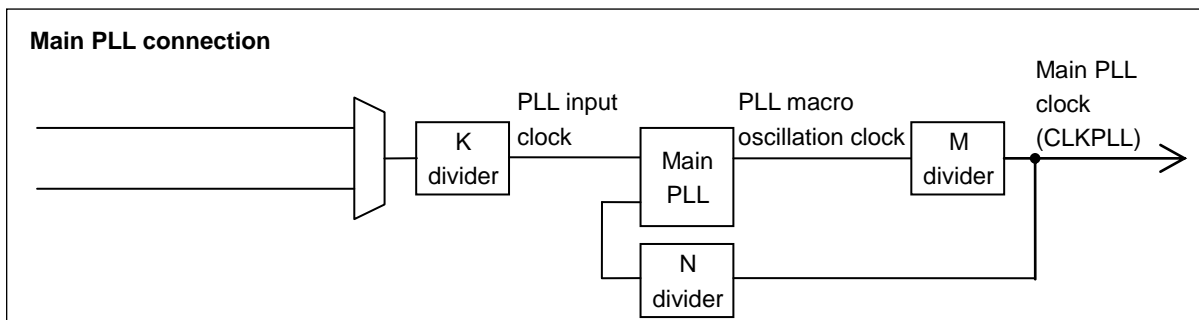 Main PLL connection
K
divider
PLL input
clock
Main
PLL
PLL macro
oscillation clock
M
divider
Main PLL
clock
(CLKPLL)
N
divider